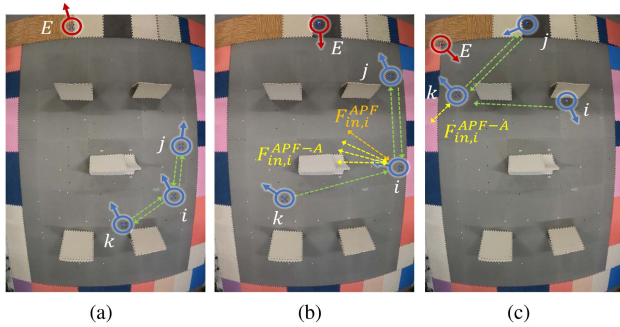 E
j
i
k
(a)
E
j
F_{in,i}^{APF}
F_{in,i}^{APF-A}
i
k
(b)
E
j
k
i
F_{in,i}^{APF-A}
(c)